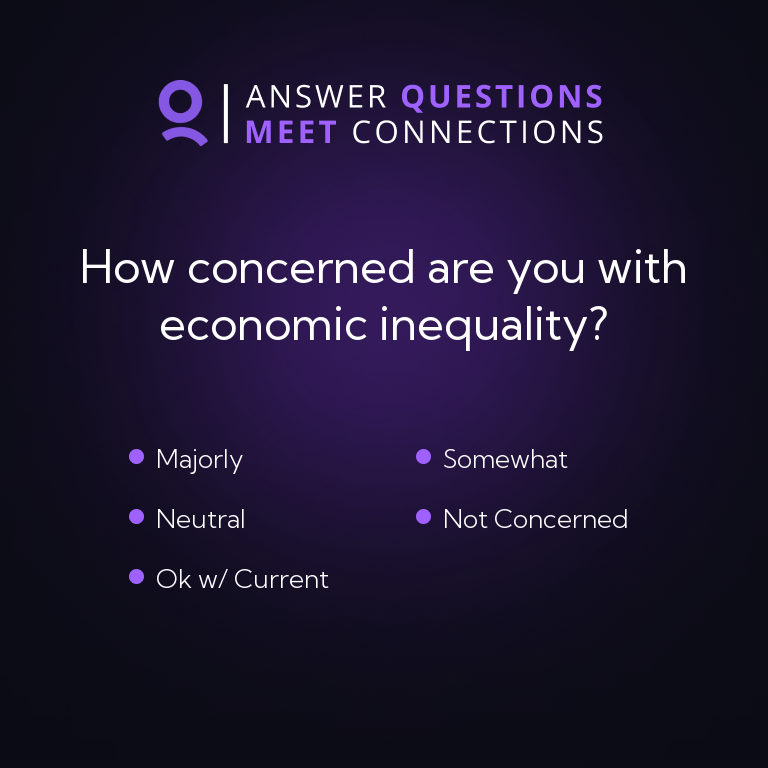 ANSWER QUESTIONS
MEET CONNECTIONS
How concerned are you with
economic inequality?
Majorly
Somewhat
Neutral
Not Concerned
Ok w/ Current